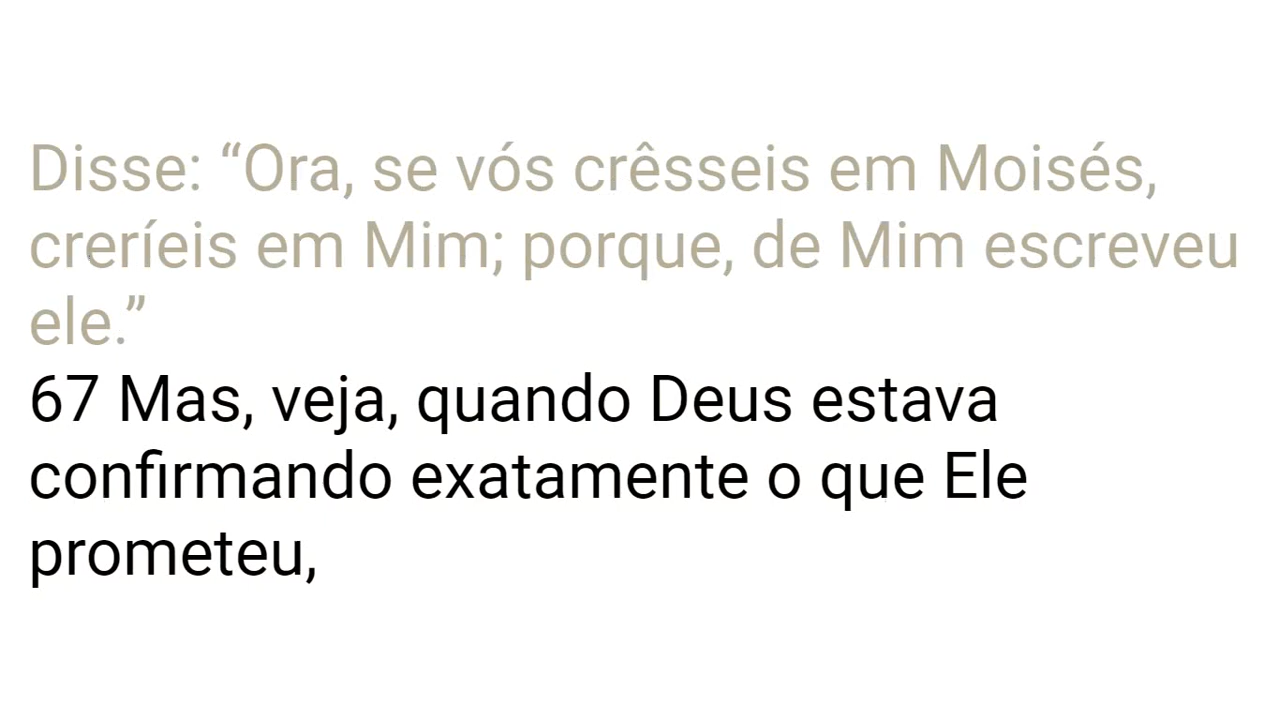 Disse: “Ora, se vós crêsseis em Moisés,
creríeis em Mim; porque, de Mim escreveu
ele.”
67 Mas, veja, quando Deus estava
confirmando exatamente o que Ele
prometeu,